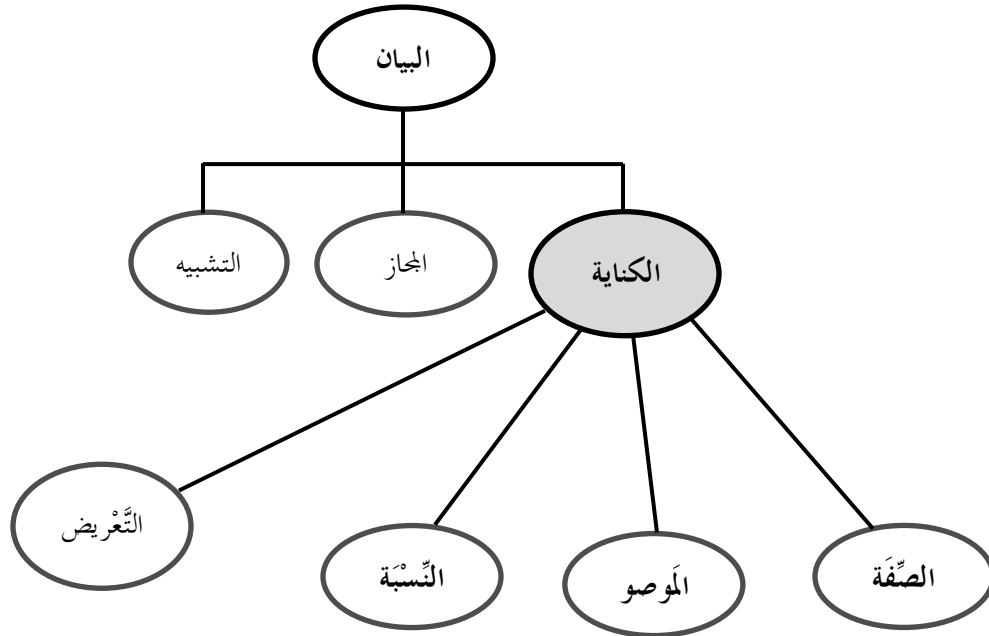 البيان
الكناية
المجاز
التشبيه
الصِّفَة
المَوصو
النِّسْبَة
التَّعْريض